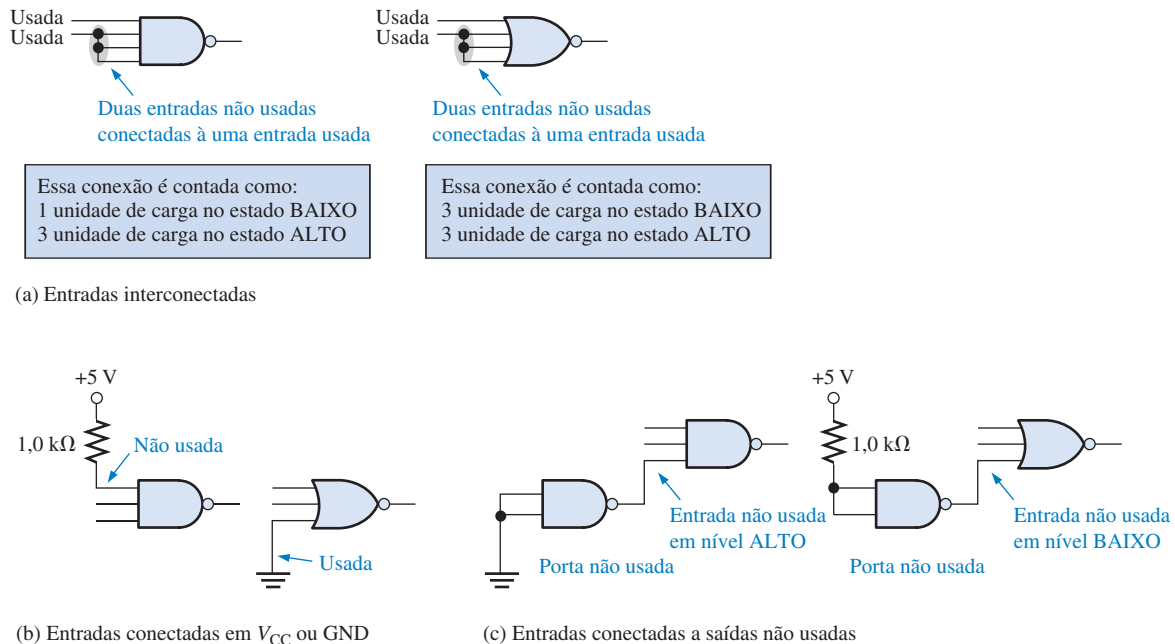 Usada
Usada
Duas entradas não usadas
conectadas à uma entrada usada
Essa conexão é contada como:
1 unidade de carga no estado BAIXO
3 unidade de carga no estado ALTO
Usada
Usada
Duas entradas não usadas
conectadas à uma entrada usada
Essa conexão é contada como:
3 unidade de carga no estado BAIXO
3 unidade de carga no estado ALTO
(a) Entradas interconectadas
+5 V
1,0 kΩ
Não usada
Usada
(b) Entradas conectadas em VCC ou GND
Entrada não usada
em nível ALTO
Porta não usada
+5 V
1,0 kΩ
Entrada não usada
em nível BAIXO
Porta não usada
(c) Entradas conectadas a saídas não usadas